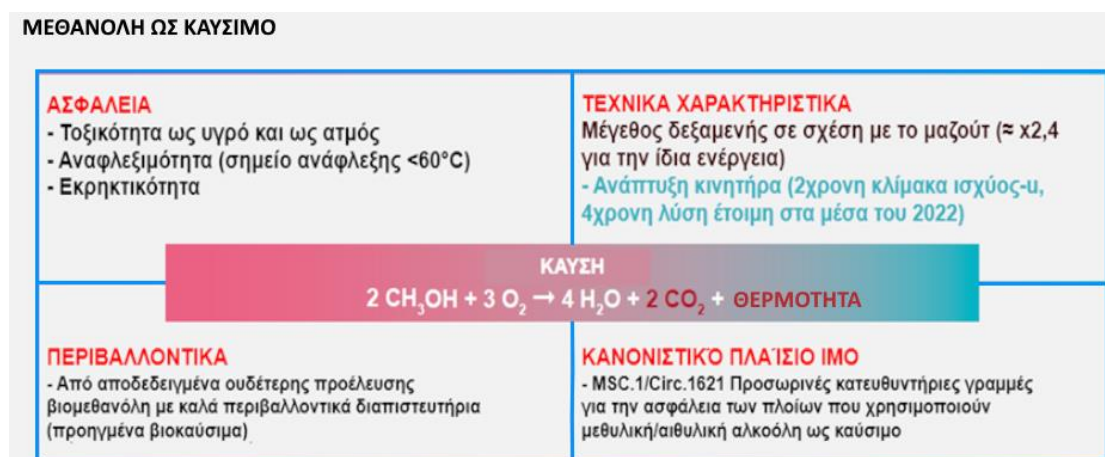 ΜΕΘΑΝΟΛΗ ΩΣ ΚΑΥΣΙΜΟ
ΑΣΦΑΛΕΙΑ
- Τοξικότητα ως υγρό και ως ατμός
- Αναφλεξιμότητα (σημείο ανάφλεξης <60°C)
- Εκρηκτικότητα
ΤΕΧΝΙΚΑ ΧΑΡΑΚΤΗΡΙΣΤΙΚΑ
Μέγεθος δεξαμενής σε σχέση με το μαζούτ (≈ x2,4
για την ίδια ενέργεια)
- Ανάπτυξη κινητήρα (2χρονη κλίμακα ισχύος-u,
4χρονη λύση έτοιμη στα μέσα του 2022)
ΚΑΥΣΗ
2 CH₃OH + 3 O₂ → 4 H₂O + 2 CO₂ + ΘΕΡΜΟΤΗΤΑ
ΠΕΡΙΒΑΛΛΟΝΤΙΚΑ
- Από αποδεδειγμένα ουδέτερης προέλευσης
βιομεθανόλη με καλά περιβαλλοντικά διαπιστευτήρια
(προηγμένα βιοκαύσιμα)
ΚΑΝΟΝΙΣΤΙΚΌ ΠΛΑΊΣΙΟ ΙΜΟ
- MSC.1/Circ.1621 Προσωρινές κατευθυντήριες γραμμές
για την ασφάλεια των πλοίων που χρησιμοποιούν
μεθυλική/αιθυλική αλκοόλη ως καύσιμο